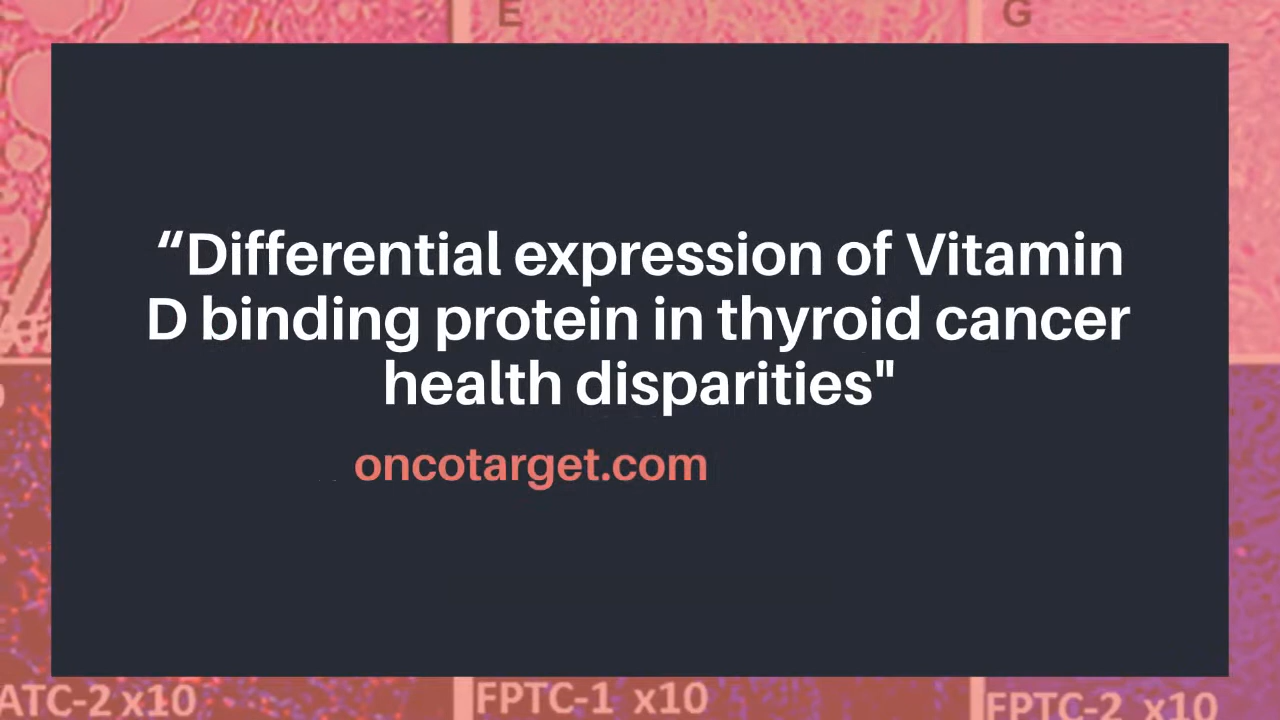 E
G
“Differential expression of Vitamin
D binding protein in thyroid cancer
health disparities"
oncotarget.com
ATC-2 x10
FPTC-1 x10
FPTC-2 x10